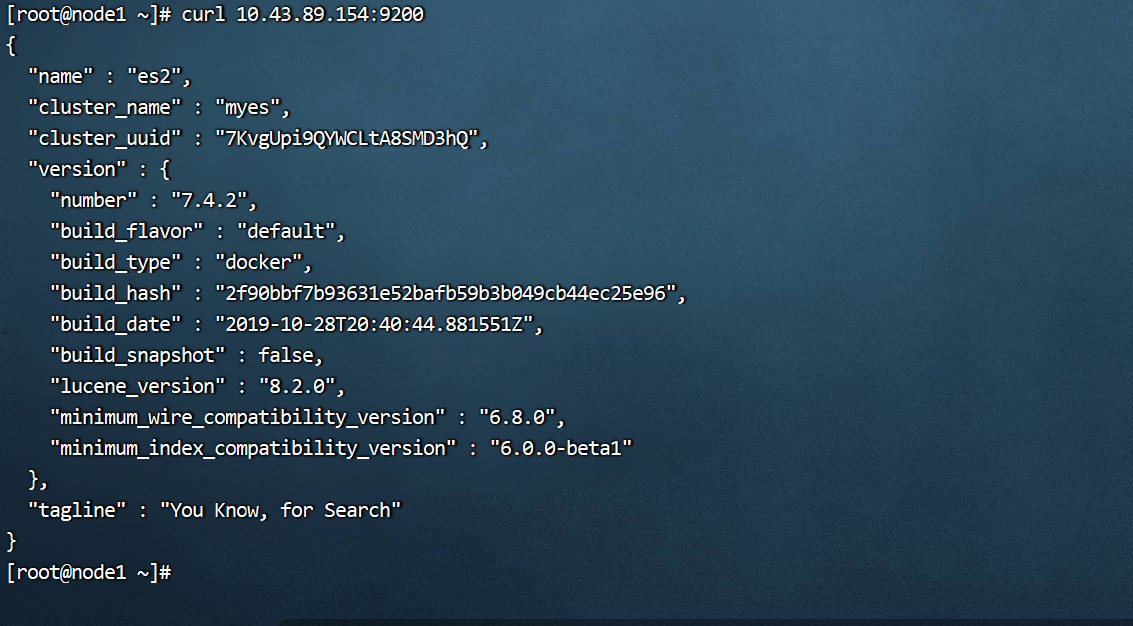 [root@node1 ~]# curl 10.43.89.154:9200
{
  "name" : "es2",
  "cluster_name" : "myes",
  "cluster_uuid" : "7KvgUpi9QYWCLtA8SMD3hQ",
  "version" : {
    "number" : "7.4.2",
    "build_flavor" : "default",
    "build_type" : "docker",
    "build_hash" : "2f90bbf7b93631e52bafb59b3b049cb44ec25e96",
    "build_date" : "2019-10-28T20:40:44.881551Z",
    "build_snapshot" : false,
    "lucene_version" : "8.2.0",
    "minimum_wire_compatibility_version" : "6.8.0",
    "minimum_index_compatibility_version" : "6.0.0-beta1"
  },
  "tagline" : "You Know, for Search"
}
[root@node1 ~]#